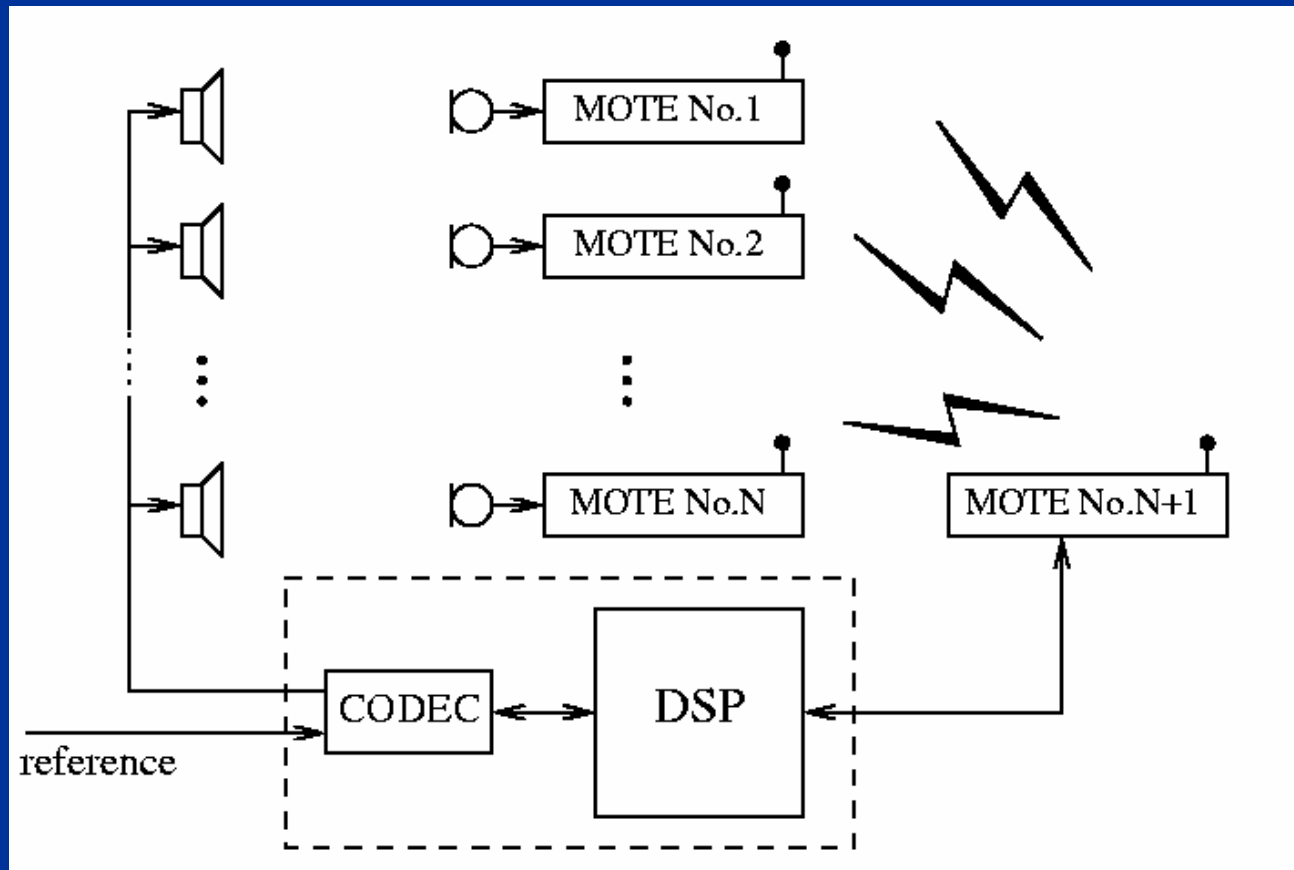 MOTE No.1
MOTE No.2
MOTE No.N
MOTE No.N+1
CODEC
DSP
reference